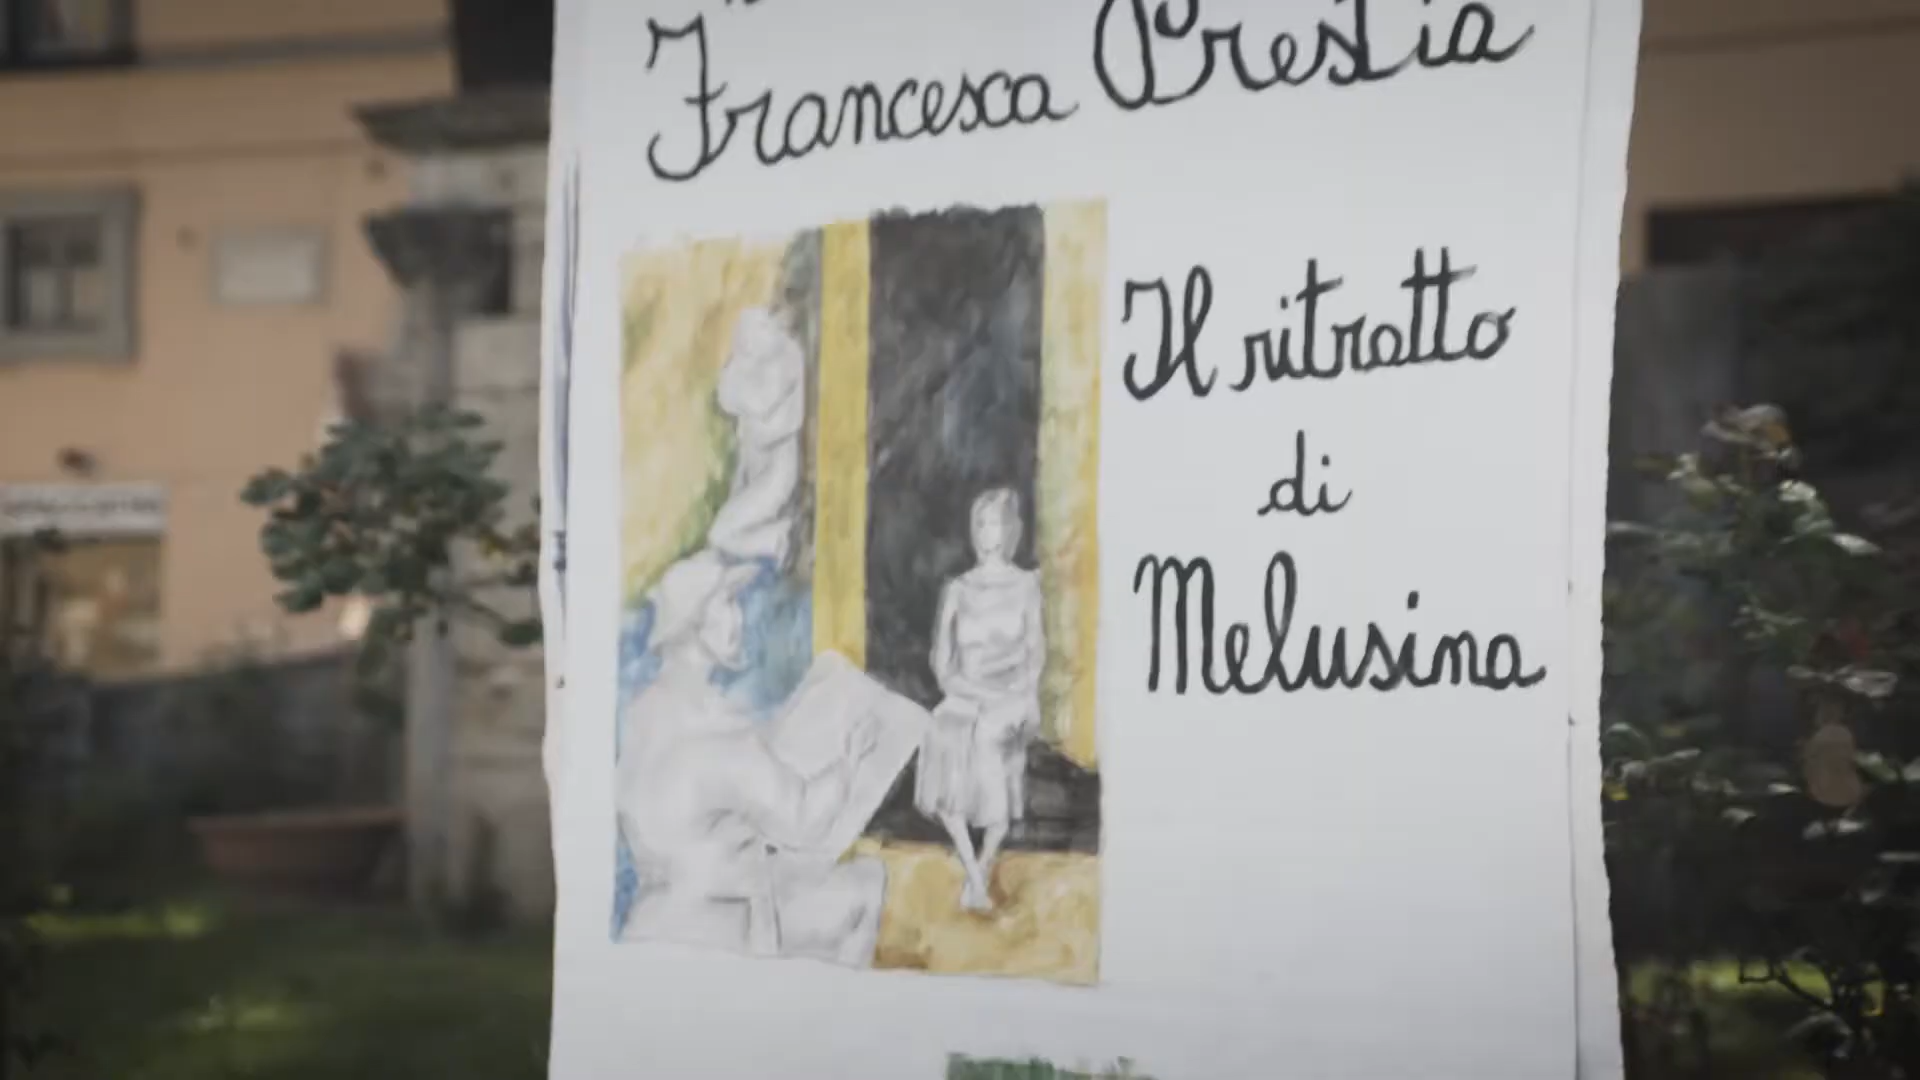 Francesca Prestia
Il ritratto
di
Melusina